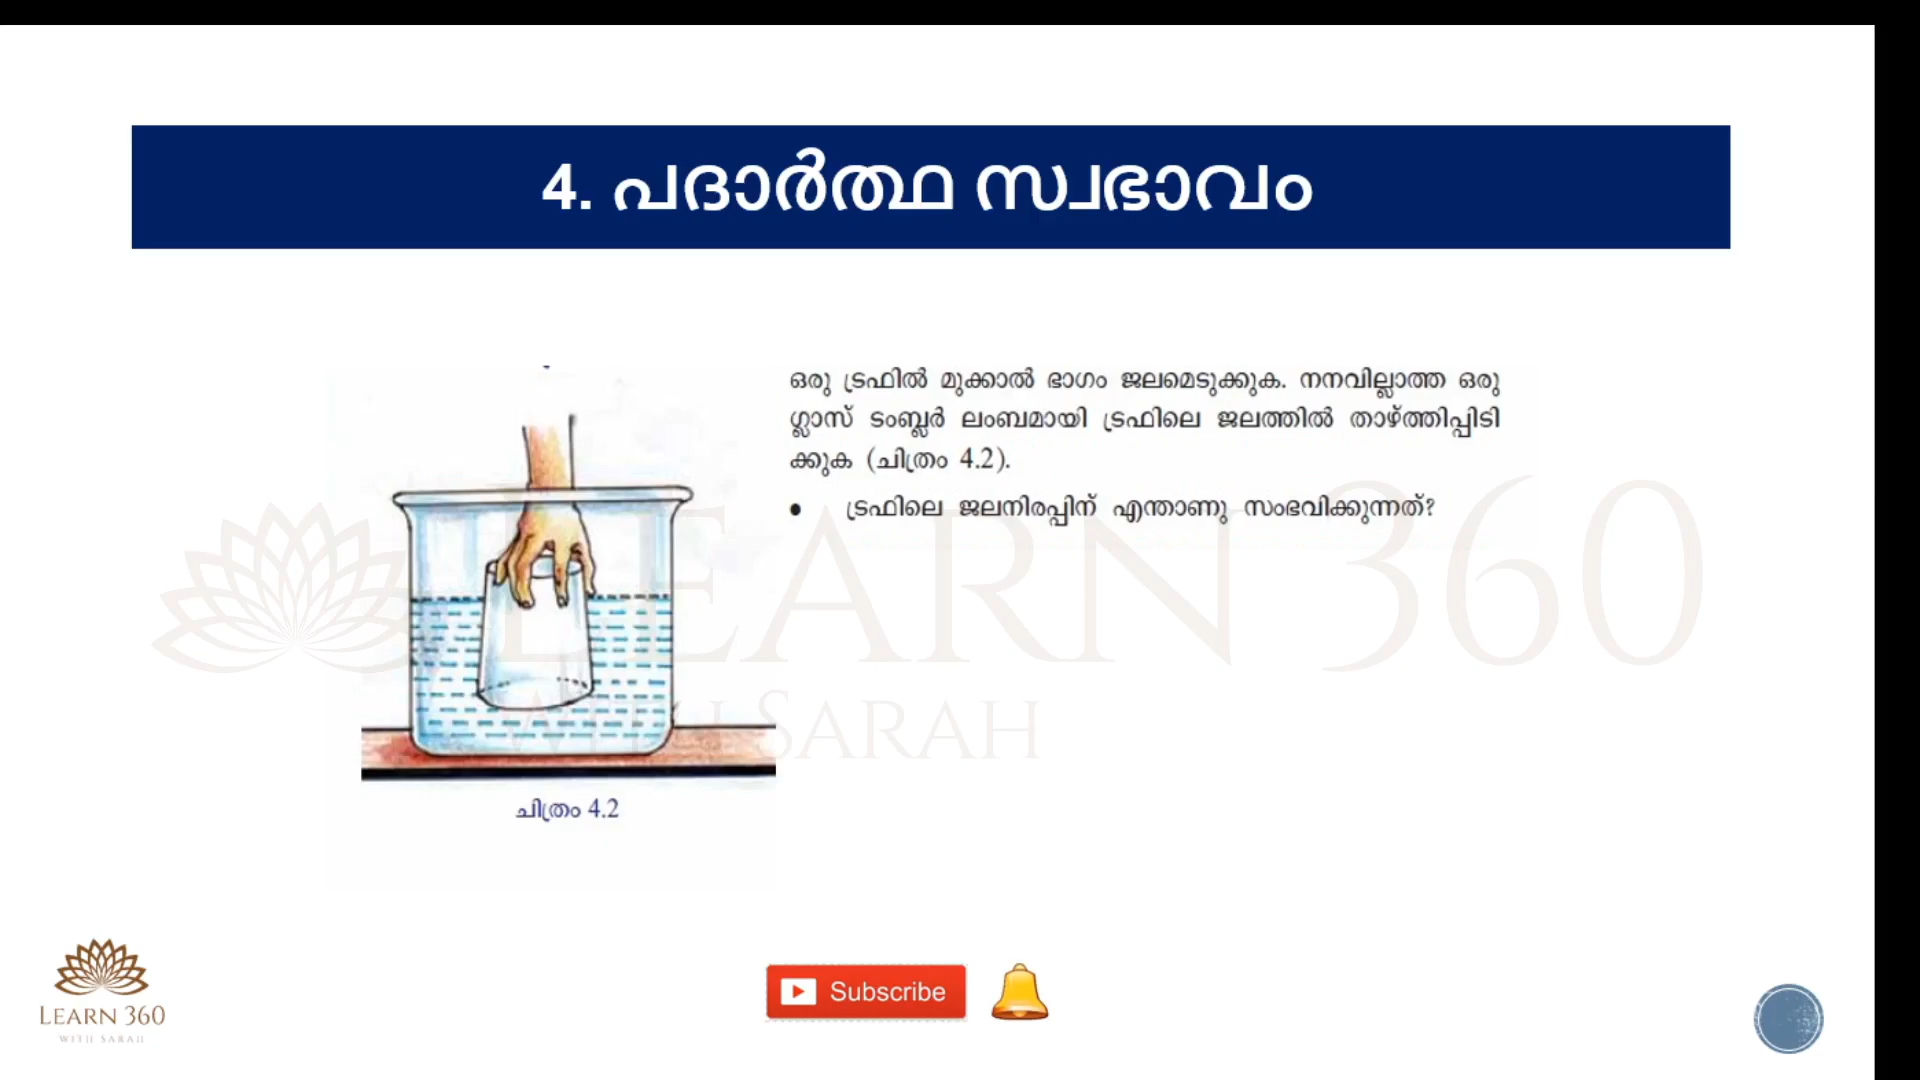 4. പദാർത്ഥ സ്വഭാവം
ഒരു ട്രഫിൽ മുക്കാൽ ഭാഗം ജലമെടുക്കുക. നനവില്ലാത്ത ഒരു
ഗ്ലാസ് ടംബ്ലർ ലംബമായി ട്രഫിലെ ജലത്തിൽ താഴ്ത്തിപ്പിടി
ക്കുക (ചിത്രം 4.2).
• ട്രഫിലെ ജലനിരപ്പിന് എന്താണു സംഭവിക്കുന്നത്?
LEARN 360
WITH SARAH
ചിത്രം 4.2
LEARN 360
WITH SARAH
Subscribe